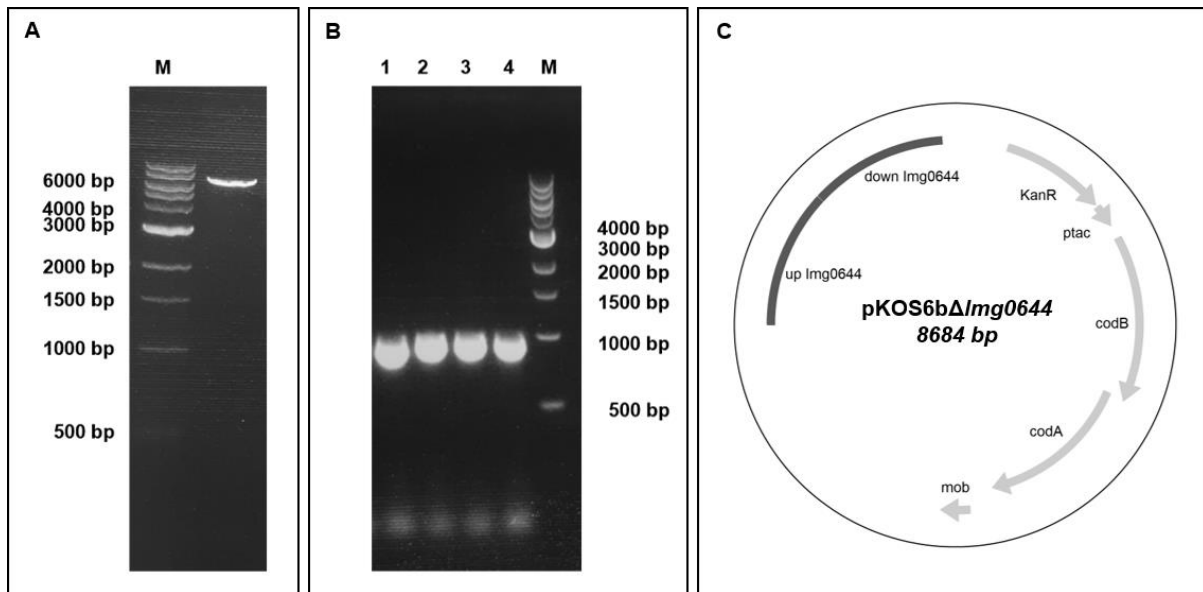 A
M
6000 bp
4000 bp
3000 bp
2000 bp
1500 bp
1000 bp
500 bp
B
1 2 3 4 M
4000 bp
3000 bp
2000 bp
1500 bp
1000 bp
500 bp
C
down lmg0644
KanR
ptac
up lmg0644
pKOS6bΔlmg0644
8684 bp
codB
codA
mob